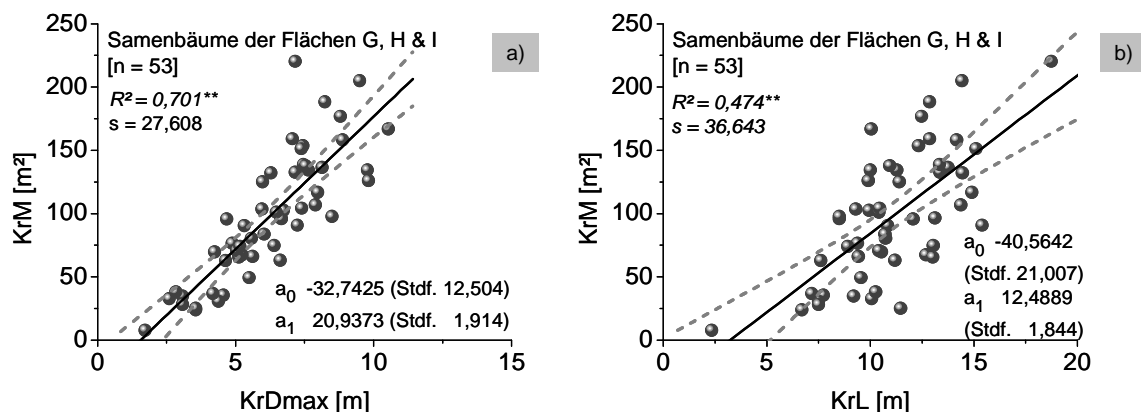 250
200
150
100
50
0
KrM [m²]
Samenbäume der Flächen G, H & I
[n = 53]
R² = 0,701**
s = 27,608
a)
a0 -32,7425 (Stdf. 12,504)
a1 20,9373 (Stdf. 1,914)
0 5 10 15
KrDmax [m]
250
200
150
100
50
0
KrM [m²]
Samenbäume der Flächen G, H & I
[n = 53]
R² = 0,474**
s = 36,643
b)
a0 -40,5642
(Stdf. 21,007)
a1 12,4889
(Stdf. 1,844)
0 5 10 15 20
KrL [m]